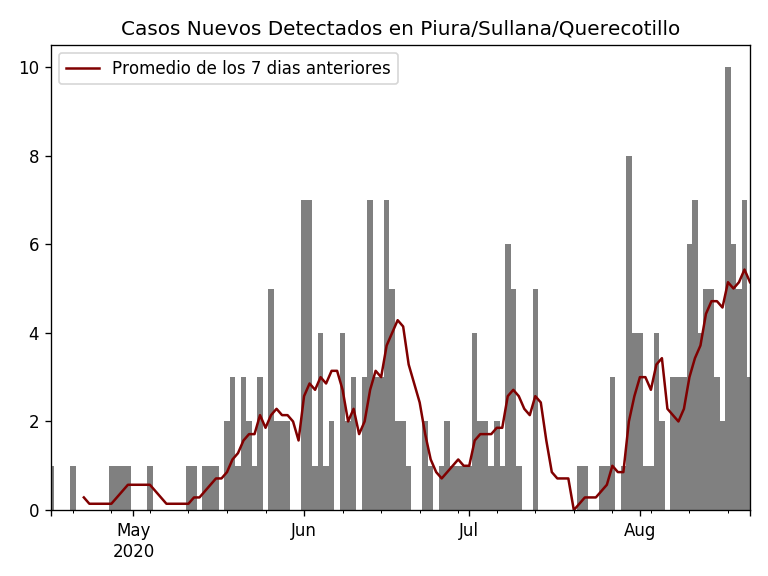 Casos Nuevos Detectados en Piura/Sullana/Querecotillo
Promedio de los 7 dias anteriores
10
8
6
4
2
0
May Jun Jul Aug
2020